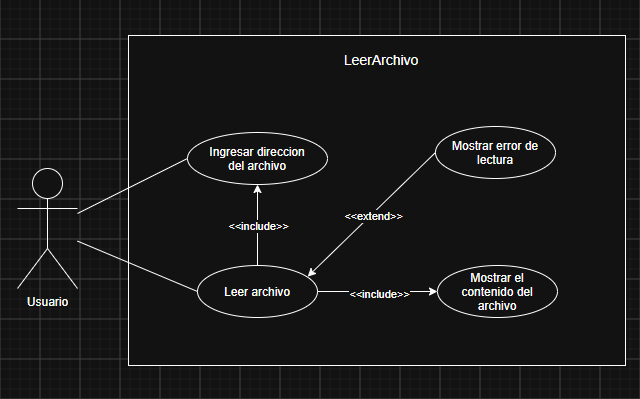 LeerArchivo
Ingresar direccion
del archivo
Mostrar error de
lectura
<<include>>
<<extend>>
Leer archivo
<<include>>
Mostrar el
contenido del
archivo
Usuario